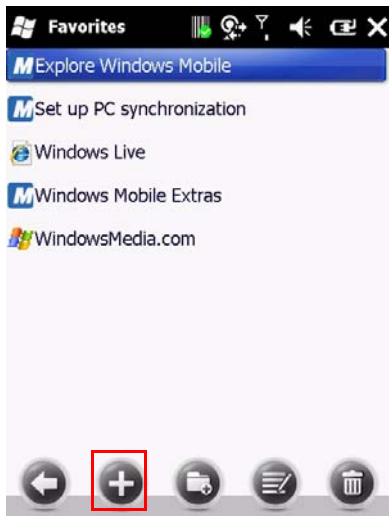 Favorites
Explore Windows Mobile
Set up PC synchronization
Windows Live
Windows Mobile Extras
WindowsMedia.com